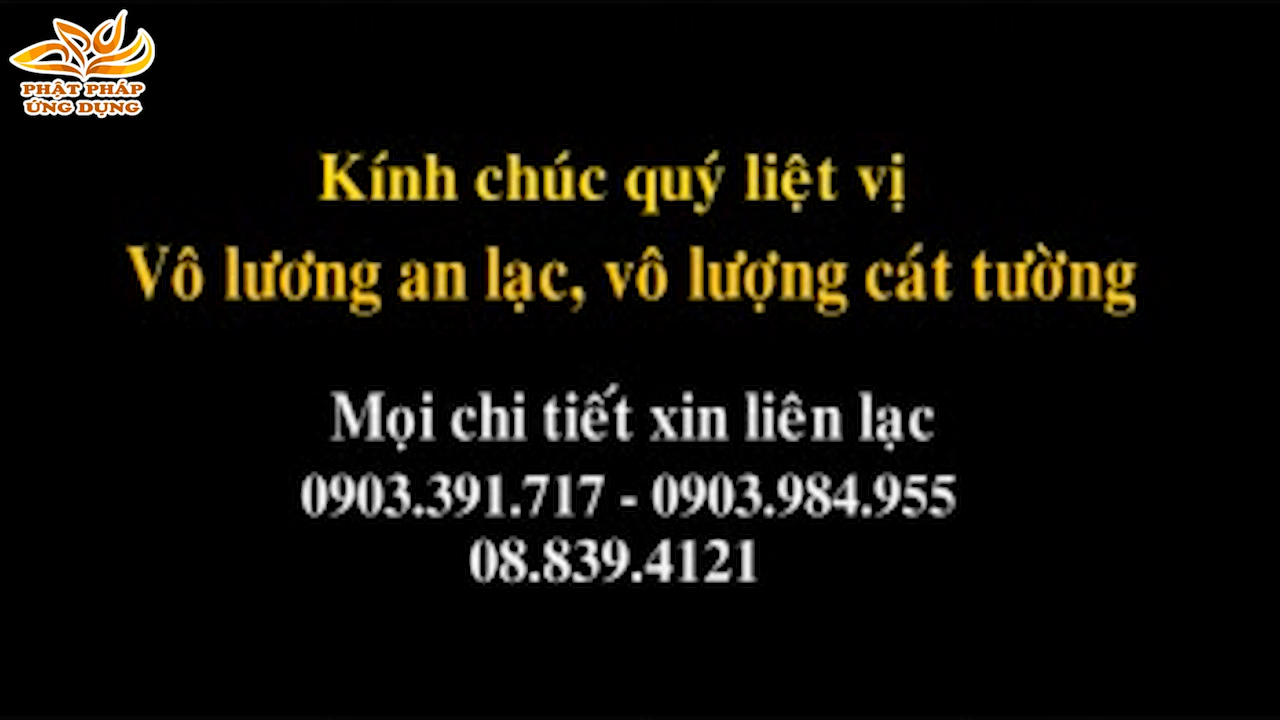 PHẬT PHÁP
ỨNG DỤNG
Kính chúc quý liệt vị
Vô lương an lạc, vô lượng cát tường
Mọi chi tiết xin liên lạc
0903.391.717 - 0903.984.955
08.839.4121